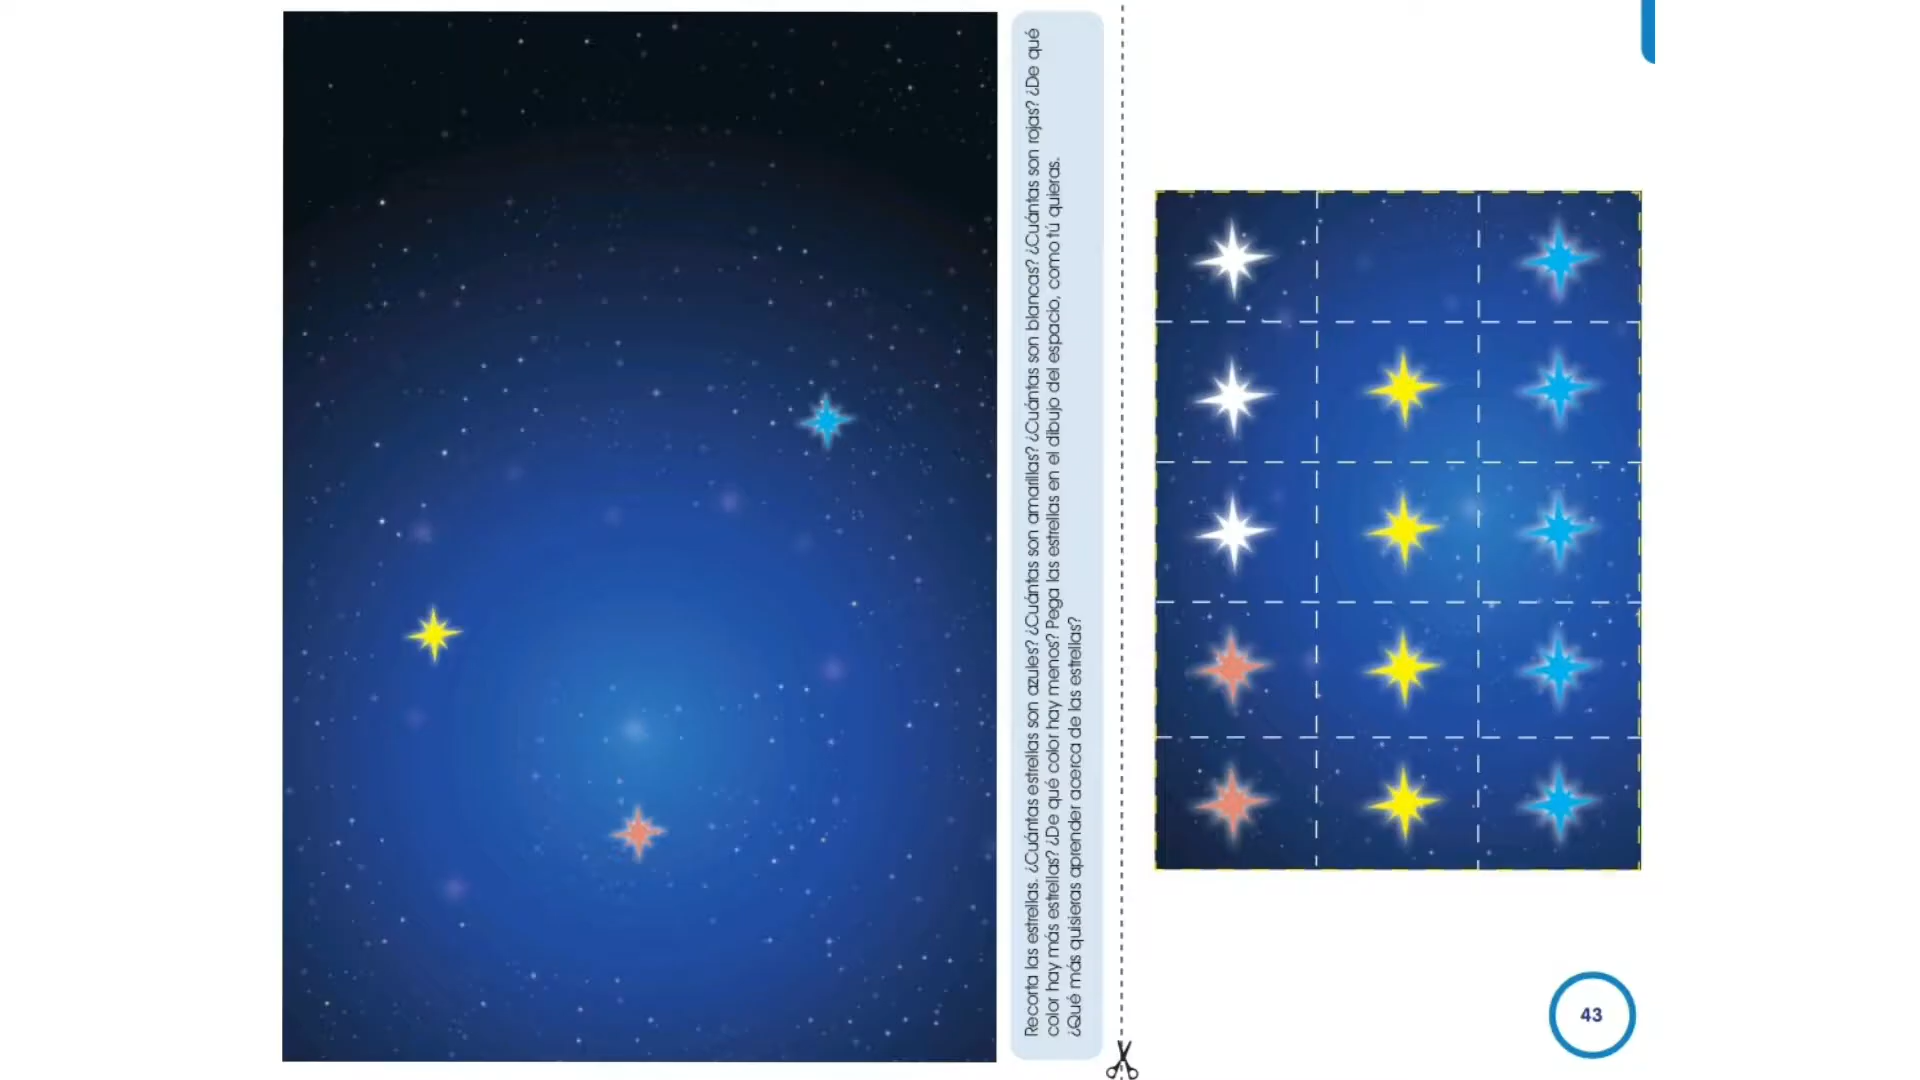 Recorta las estrellas. ¿Cuántas estrellas son azules? ¿Cuántas son amarillas? ¿Cuántas son blancas? ¿Cuántas son rojas? ¿De qué
color hay más estrellas? ¿De qué color hay menos? Pega las estrellas en el dibujo del espacio, como tú quieras.
¿Qué más quisieras aprender acerca de las estrellas?
43